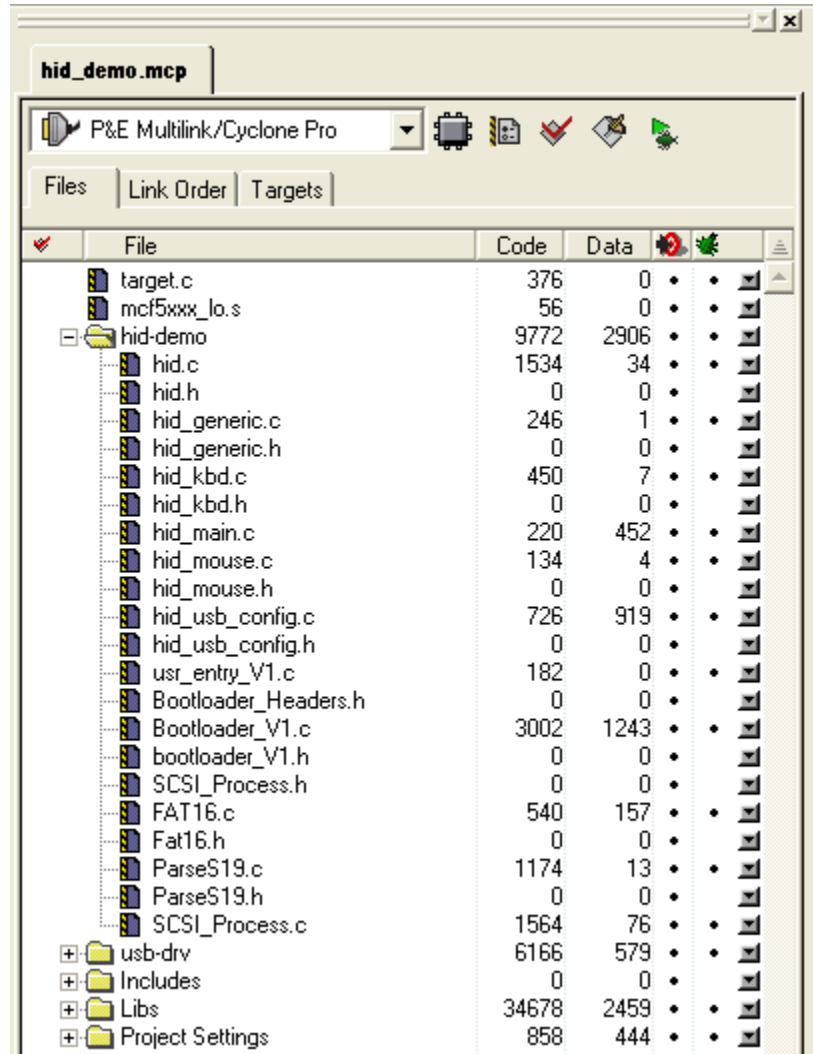 hid_demo.mcp
P&E Multilink/Cyclone Pro
Files Link Order Targets
File Code Data
target.c 376 0
mcf5xxx_lo.s 56 0
hid-demo 9772 2906
hid.c 1534 34
hid.h 0 0
hid_generic.c 246 1
hid_generic.h 0 0
hid_kbd.c 450 7
hid_kbd.h 0 0
hid_main.c 220 452
hid_mouse.c 134 4
hid_mouse.h 0 0
hid_usb_config.c 726 919
hid_usb_config.h 0 0
usr_entry_V1.c 182 0
Bootloader_Headers.h 0 0
Bootloader_V1.c 3002 1243
bootloader_V1.h 0 0
SCSI_Process.h 0 0
FAT16.c 540 157
Fat16.h 0 0
ParseS19.c 1174 13
ParseS19.h 0 0
SCSI_Process.c 1564 76
usb-drv 6166 579
Includes 0 0
Libs 34678 2459
Project Settings 858 444